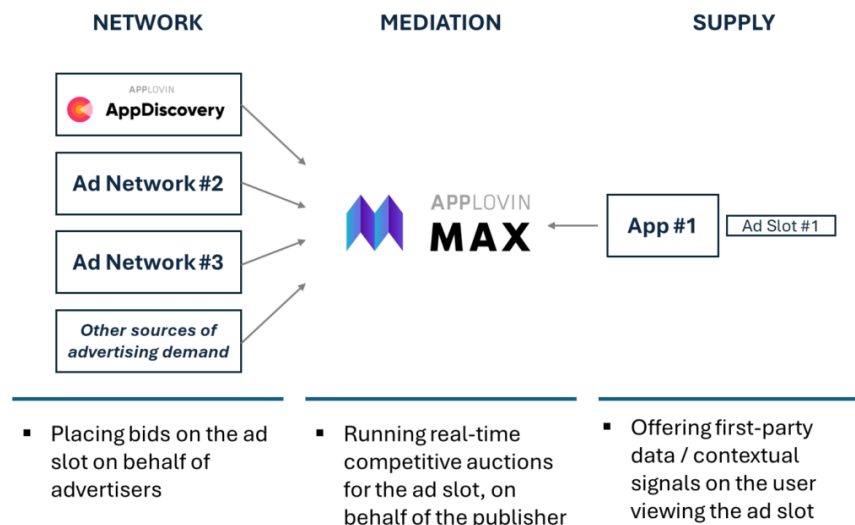 NETWORK
MEDIATION
SUPPLY
APPLOVIN
AppDiscovery
Ad Network #2
Ad Network #3
Other sources of
advertising demand
APPLOVIN
MAX
App #1
Ad Slot #1
▪ Placing bids on the ad
slot on behalf of
advertisers
▪ Running real-time
competitive auctions
for the ad slot, on
behalf of the publisher
▪ Offering first-party
data / contextual
signals on the user
viewing the ad slot